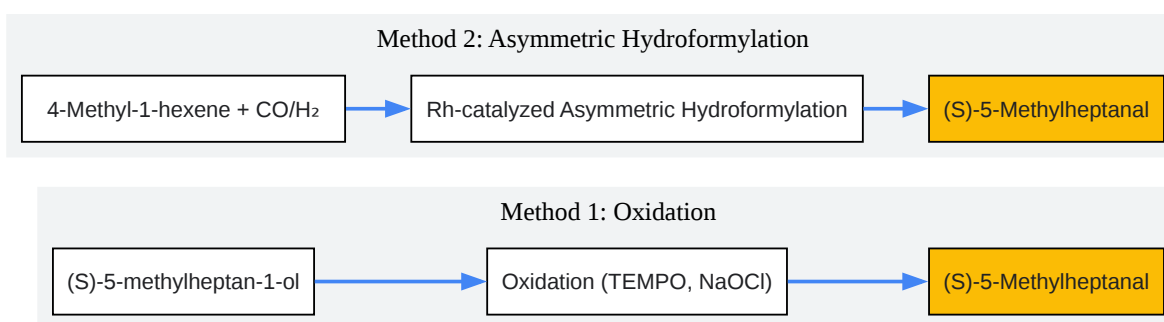 Method 2: Asymmetric Hydroformylation
4-Methyl-1-hexene + CO/H₂
Rh-catalyzed Asymmetric Hydroformylation
(S)-5-Methylheptanal
Method 1: Oxidation
(S)-5-methylheptan-1-ol
Oxidation (TEMPO, NaOCl)
(S)-5-Methylheptanal